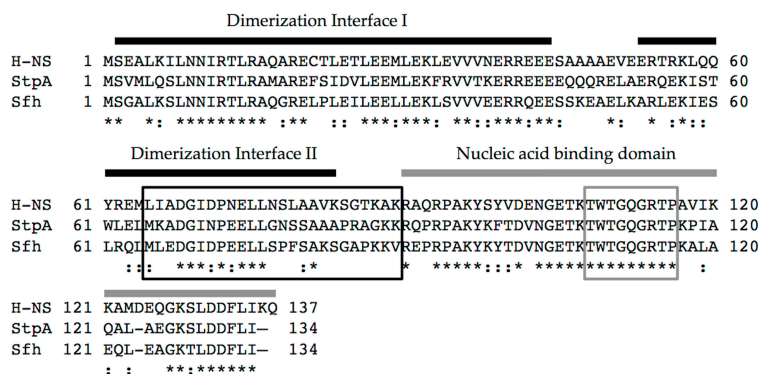 Dimerization Interface I
H-NS 1 MSEALKILNNIRTLRAQARECTLETLEEMLEKLEVVVNERREEESAAAAEVEERTRKLQQ 60
StpA 1 MSVMLQSLNNIRTLRAMAREFSIDVLEEMLEKFRVVTKERREEEEQQQRELAERQEKIST 60
Sfh 1 MSGALKSLNNIRTLRAQGRELPLEILEELLEKLSVVVEERRQEESSKEAELKARLEKIES 60
**  *: *********  **  :: ***:***  **  ***:**     :   *  *::
Dimerization Interface II Nucleic acid binding domain
H-NS 61 YREMLIADGIDPNELLNSLAAVKSGTKAKRAQRPAKYSYVDENGETKTWTGQGRTPAVIK 120
StpA 61 WLELMKADGINPEELLGNSSAAAPRAGKKRQPRPAKYKFTDVNGETKTWTGQGRTPKPIA 120
Sfh 61 LRQLMLEDGIDPEELLSPFSAKSGAPKKVREPRPAKYKYTDVNGETKTWTGQGRTPKALA 120
::  ***:*:***   :*        *  ******:::* ***************  :
H-NS 121 KAMDEQGKSLDDFLIKQ 137
StpA 121 QAL-AEGKSLDDFLI– 134
Sfh 121 EQL-EAGKTLDDFLI– 134
: :   **:******